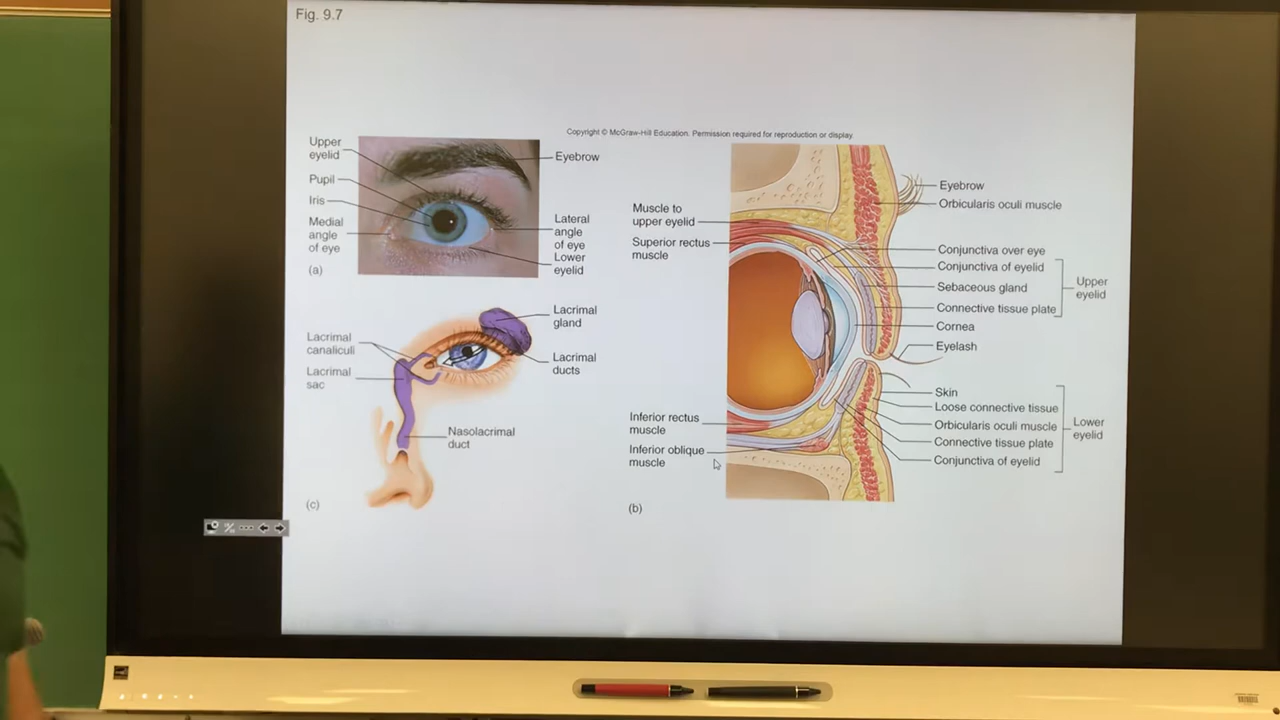 Fig. 9.7
Copyright © McGraw-Hill Education. Permission required for reproduction or display.
Upper
eyelid
Pupil
Iris
Medial
angle
of eye
(a)
Eyebrow
Lateral
angle
of eye
Lower
eyelid
Lacrimal
canaliculi
Lacrimal
sac
Lacrimal
gland
Lacrimal
ducts
Nasolacrimal
duct
(c)
Muscle to
upper eyelid
Superior rectus
muscle
Inferior rectus
muscle
Inferior oblique
muscle
(b)
Eyebrow
Orbicularis oculi muscle
Conjunctiva over eye
Conjunctiva of eyelid
Sebaceous gland
Connective tissue plate
Upper
eyelid
Cornea
Eyelash
Skin
Loose connective tissue
Orbicularis oculi muscle
Connective tissue plate
Conjunctiva of eyelid
Lower
eyelid